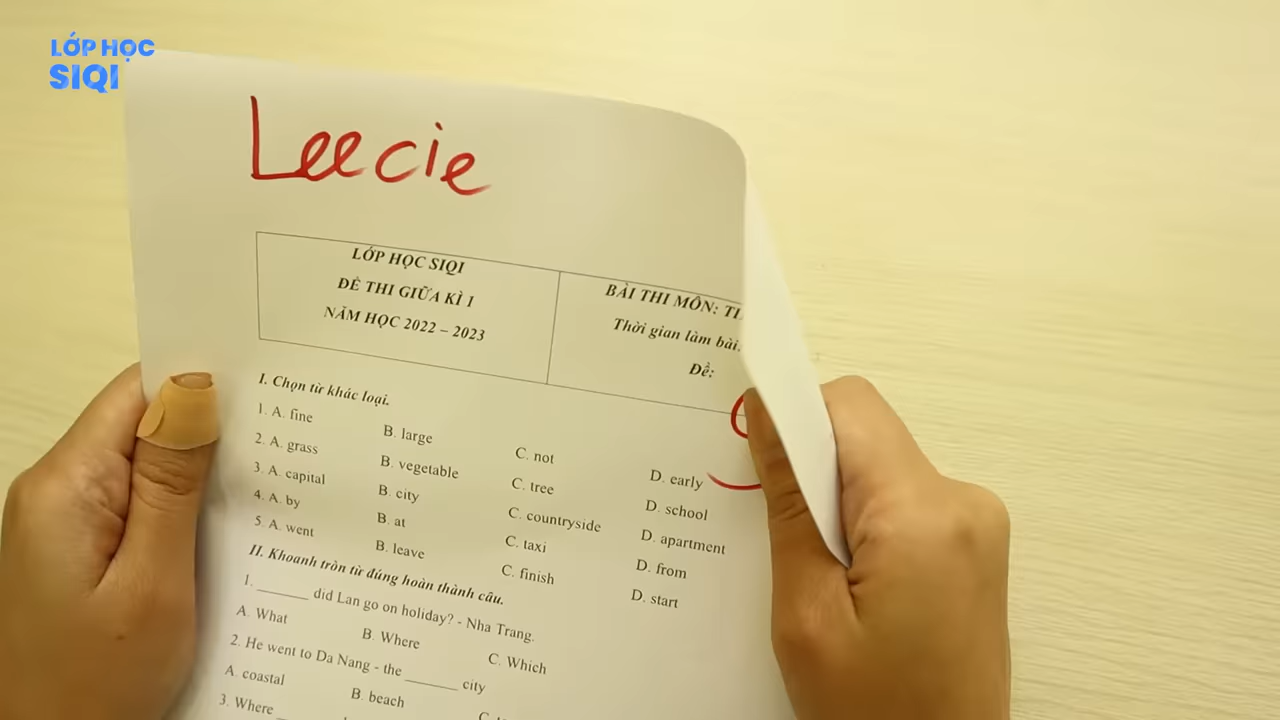 LỚP HỌC
SIQI
Leecie
LỚP HỌC SIQI
ĐỀ THI GIỮA KÌ 1
NĂM HỌC 2022 – 2023
BÀI THI MÔN:
Thời gian làm bài:
Đề:
I. Chọn từ khác loại.
1. A. fine B. large C. not D. early
2. A. grass B. vegetable C. tree D. school
3. A. capital B. city C. countryside D. apartment
4. A. by B. at C. taxi D. from
5. A. went B. leave C. finish D. start
II. Khoanh tròn từ đúng hoàn thành câu.
1. _______ did Lan go on holiday? - Nha Trang.
A. What B. Where C. Which
2. He went to Da Nang - the _______ city
A. coastal B. beach
3. Where